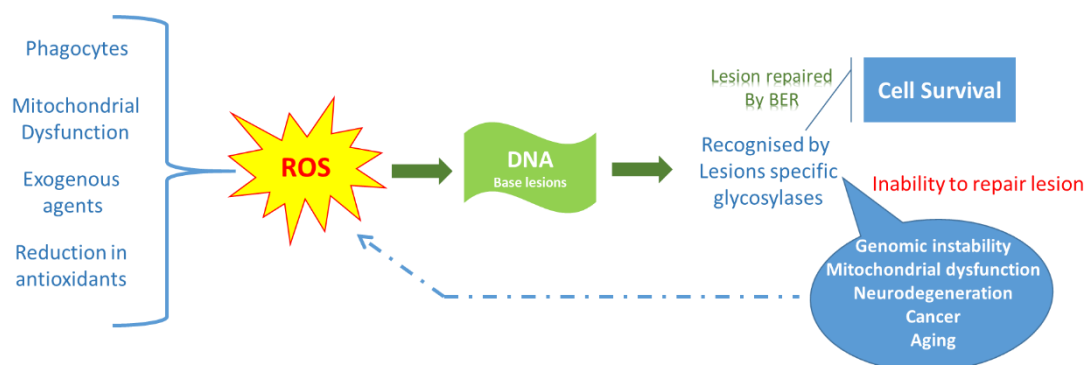 Phagocytes
Mitochondrial
Dysfunction
Exogenous
agents
Reduction in
antioxidants
ROS
DNA
Base lesions
Lesion repaired
By BER
Cell Survival
Recognised by
Lesions specific
glycosylases
Inability to repair lesion
Genomic instability
Mitochondrial dysfunction
Neurodegeneration
Cancer
Aging